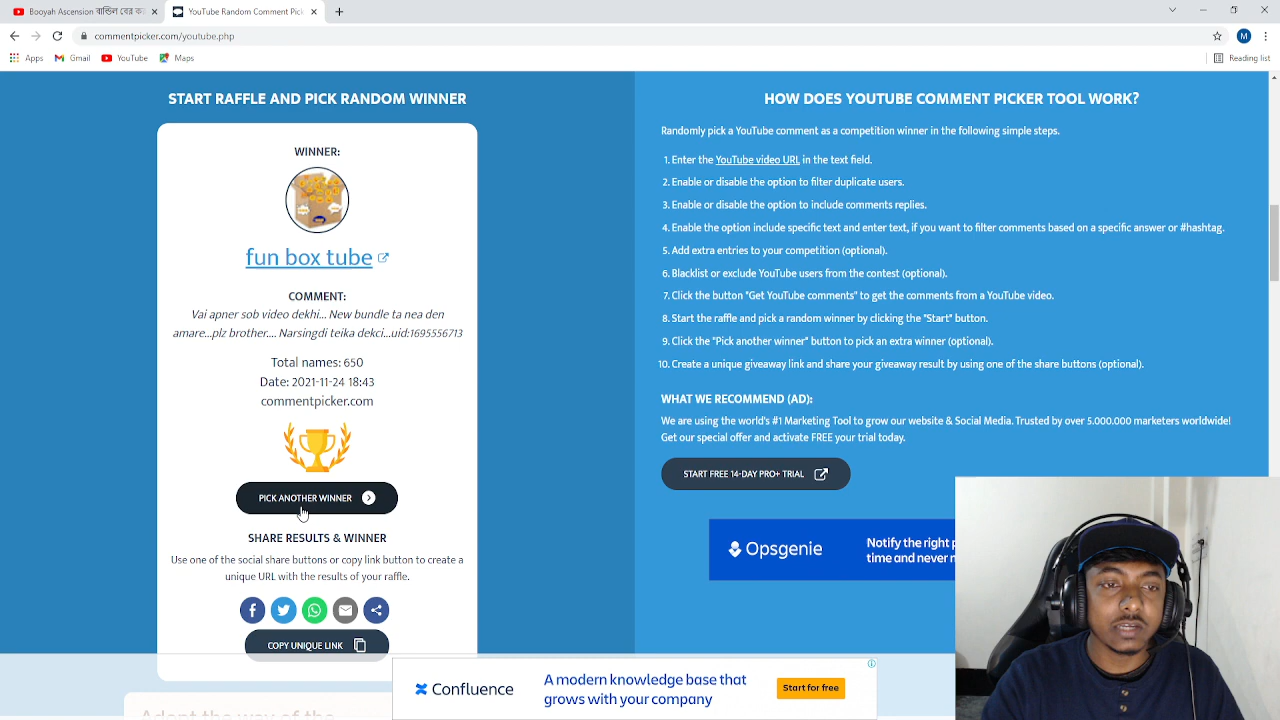 Booyah Ascension বান্ডিল বের কর
YouTube Random Comment Picker
commentpicker.com/youtube.php
M
Apps
Gmail
YouTube
Maps
Reading list
START RAFFLE AND PICK RANDOM WINNER
WINNER:
fun box tube
COMMENT:
Vai apner sob video dekhi... New bundle ta nea den
amare...plz brother.... Narsingdi teika dekci...uid:1695556713
Total names: 650
Date: 2021-11-24 18:43
commentpicker.com
PICK ANOTHER WINNER
SHARE RESULTS & WINNER
Use one of the social share buttons or copy link button to create a
unique URL with the results of your raffle.
COPY UNIQUE LINK
Adopt the way of the
HOW DOES YOUTUBE COMMENT PICKER TOOL WORK?
Randomly pick a YouTube comment as a competition winner in the following simple steps.
1. Enter the YouTube video URL in the text field.
2. Enable or disable the option to filter duplicate users.
3. Enable or disable the option to include comments replies.
4. Enable the option include specific text and enter text, if you want to filter comments based on a specific answer or #hashtag.
5. Add extra entries to your competition (optional).
6. Blacklist or exclude YouTube users from the contest (optional).
7. Click the button "Get YouTube comments" to get the comments from a YouTube video.
8. Start the raffle and pick a random winner by clicking the "Start" button.
9. Click the "Pick another winner" button to pick an extra winner (optional).
10. Create a unique giveaway link and share your giveaway result by using one of the share buttons (optional).
WHAT WE RECOMMEND (AD):
We are using the world's #1 Marketing Tool to grow our website & Social Media. Trusted by over 5.000.000 marketers worldwide!
Get our special offer and activate FREE your trial today.
START FREE 14-DAY PRO+ TRIAL
Opsgenie
Notify the right
time and never
Confluence
A modern knowledge base that
grows with your company
Start for free